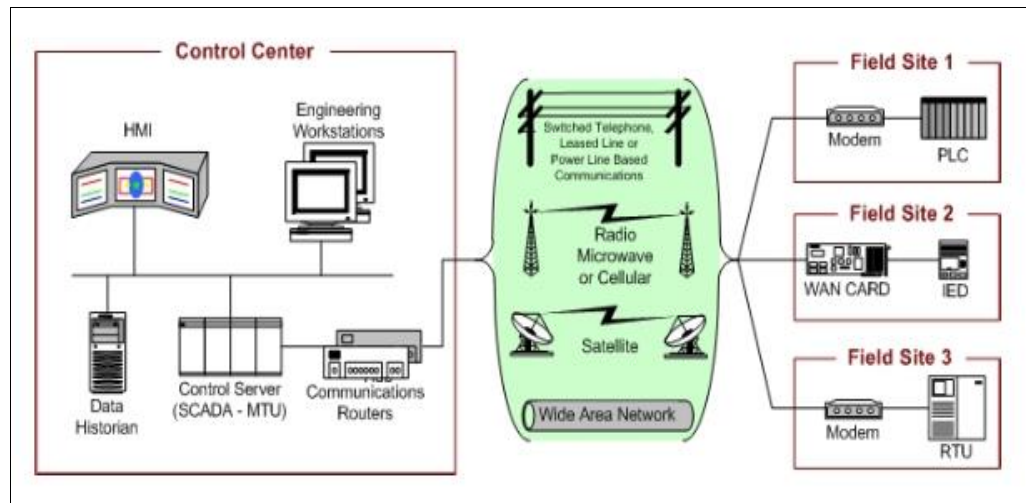 Control Center
HMI
Engineering
Workstations
Data
Historian
Control Server
(SCADA - MTU)
Communications
Routers
Switched Telephone,
Leased Line or
Power Line Based
Communications
Radio
Microwave
or Cellular
Satellite
Wide Area Network
Field Site 1
Modem
PLC
Field Site 2
WAN CARD
IED
Field Site 3
Modem
RTU